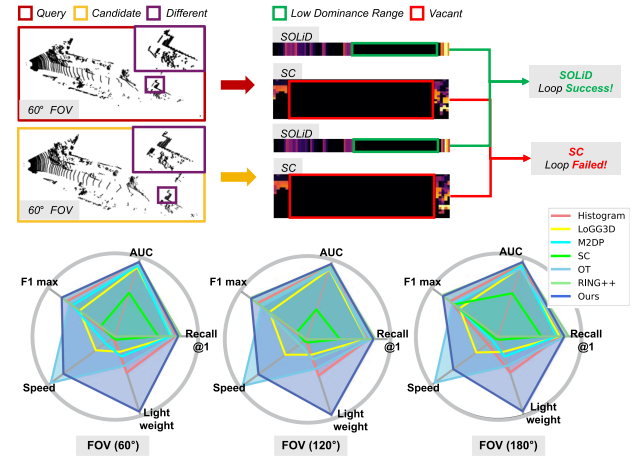 Query
Candidate
Different
Low Dominance Range
Vacant
SOLiD
SC
60° FOV
SOLiD
Loop Success!
SOLiD
SC
60° FOV
SC
Loop Failed!
Histogram
LoGG3D
M2DP
SC
OT
RING++
Ours
AUC
F1 max
Recall
@1
Speed
Light
weight
FOV (60°)
AUC
F1 max
Recall
@1
Speed
Light
weight
FOV (120°)
AUC
F1 max
Recall
@1
Speed
Light
weight
FOV (180°)